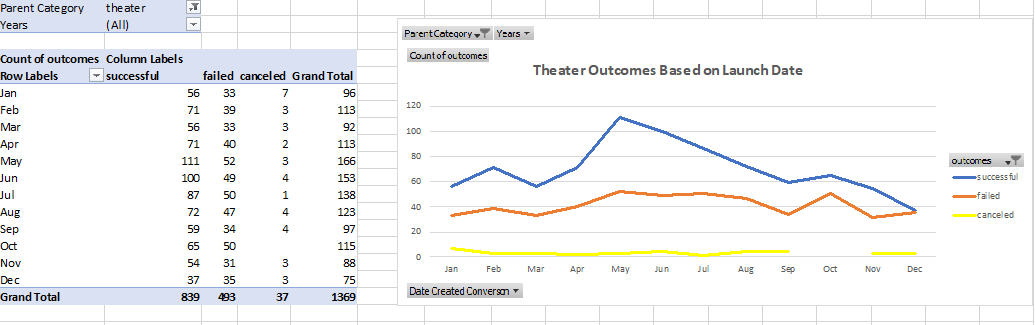 Parent Category theater
Years (All)
Count of outcomes Column Labels
Row Labels successful failed canceled Grand Total
Jan 56 33 7 96
Feb 71 39 3 113
Mar 56 33 3 92
Apr 71 40 2 113
May 111 52 3 166
Jun 100 49 4 153
Jul 87 50 1 138
Aug 72 47 4 123
Sep 59 34 4 97
Oct 65 50 115
Nov 54 31 3 88
Dec 37 35 3 75
Grand Total 839 493 37 1369
Parent Category Years
Count of outcomes
Theater Outcomes Based on Launch Date
120
100
80
60
40
20
0
Jan Feb Mar Apr May Jun Jul Aug Sep Oct Nov Dec
outcomes
successful
failed
canceled
Date Created Converson